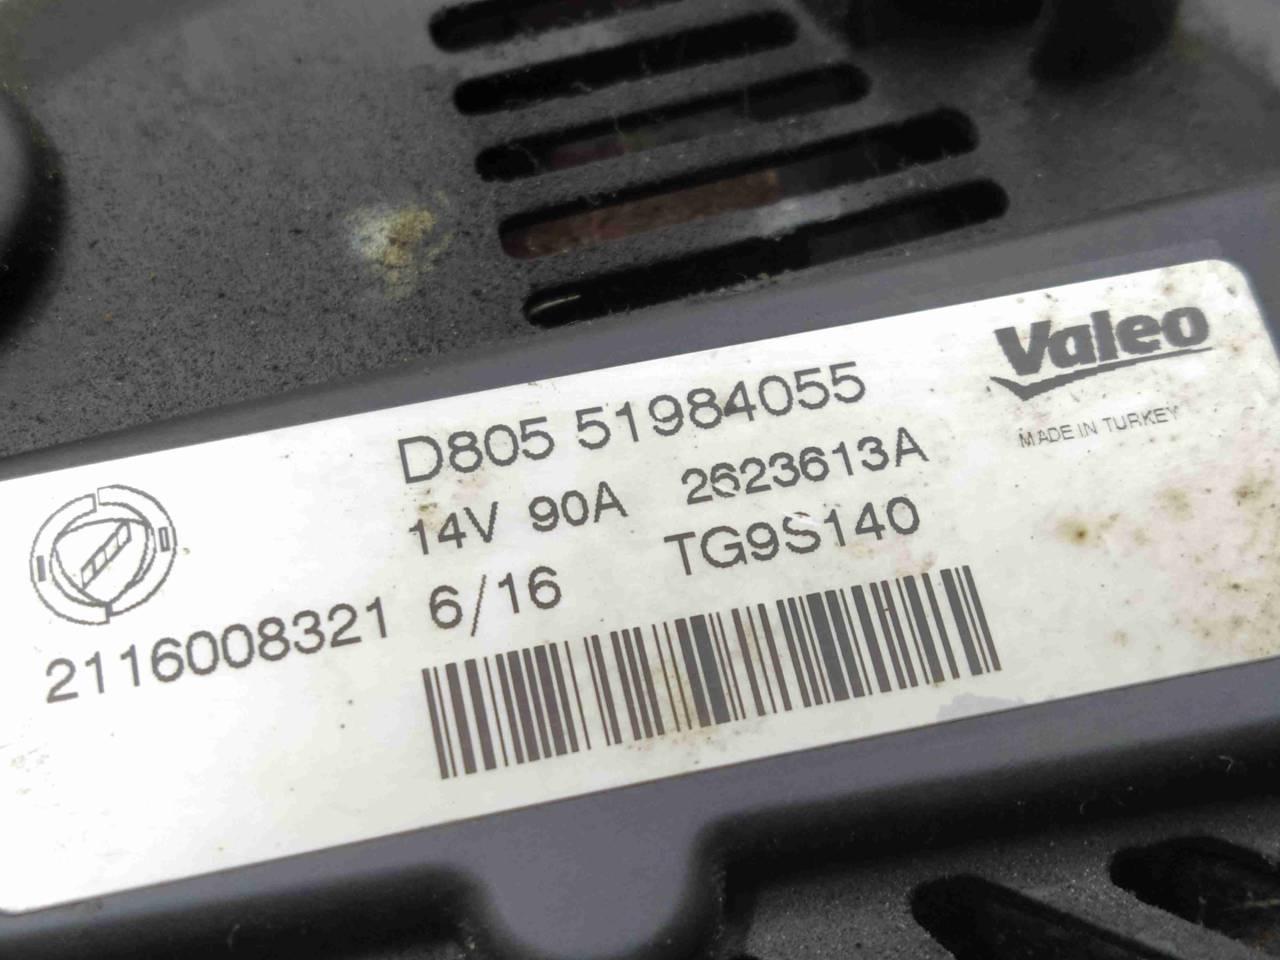 Valeo
MADE IN TURKEY
D805 51984055
14V 90A 2623613A
TG9S140
2116008321 6/16